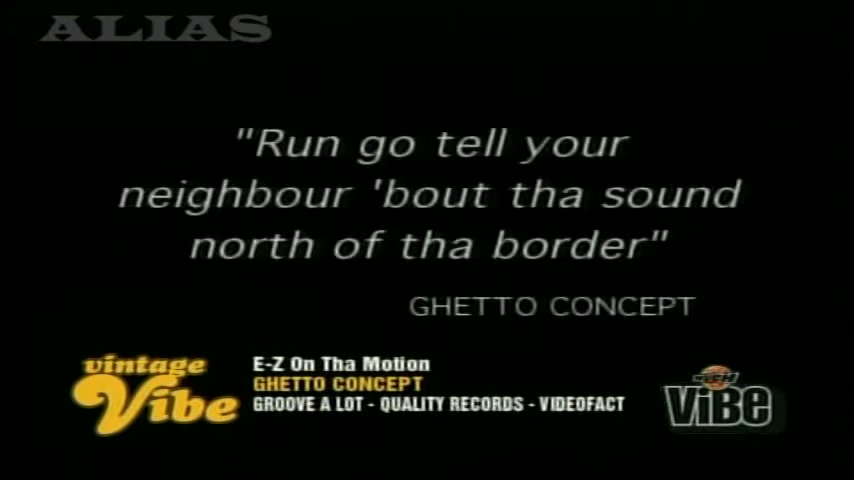 ALIAS
"Run go tell your
neighbour 'bout tha sound
north of tha border"
GHETTO CONCEPT
vintage
Vibe
E-Z On Tha Motion
GHETTO CONCEPT
GROOVE A LOT - QUALITY RECORDS - VIDEOFACT
ViBE